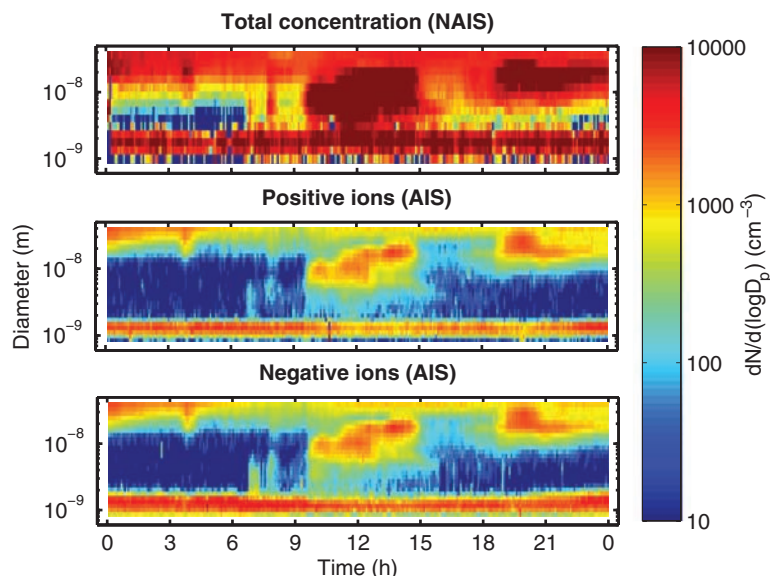 Total concentration (NAIS)
10⁻⁸
10⁻⁹
Positive ions (AIS)
10⁻⁸
10⁻⁹
Diameter (m)
Negative ions (AIS)
10⁻⁸
10⁻⁹
0 3 6 9 12 15 18 21 0
Time (h)
10000
1000
100
10
dN/d(logDₚ) (cm⁻³)